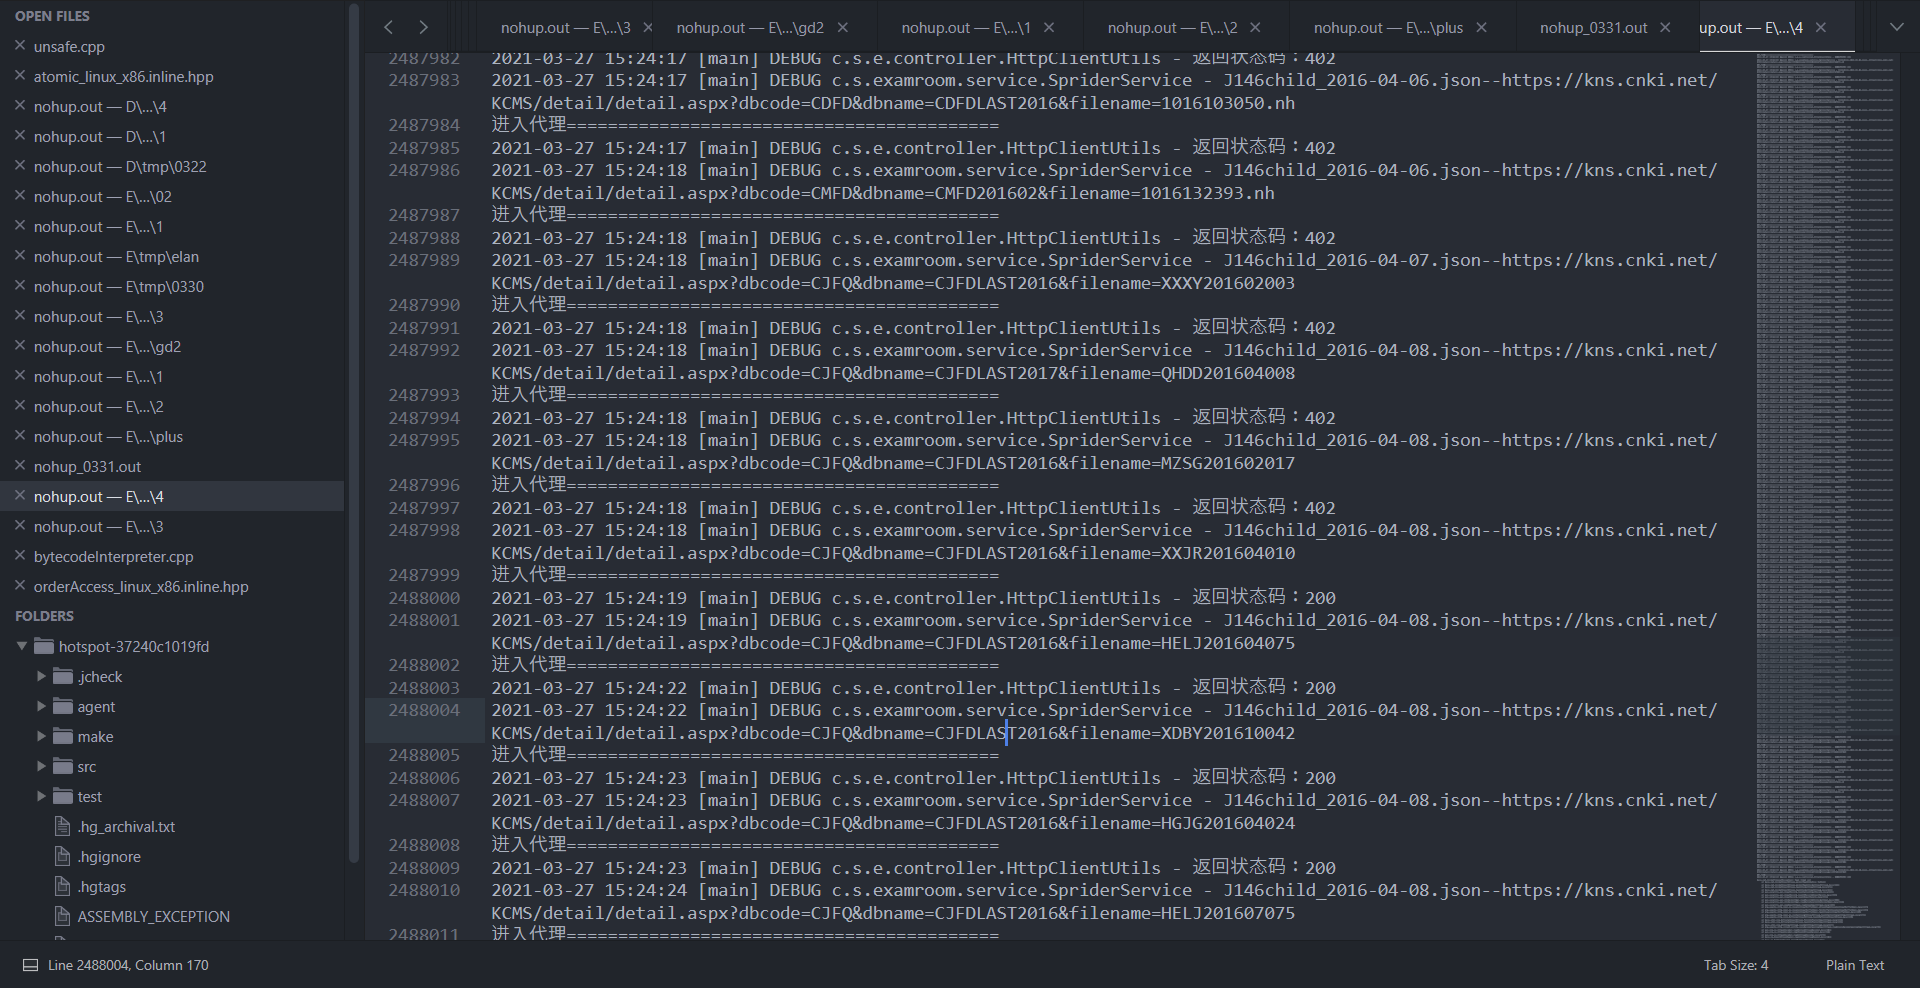 OPEN FILES
unsafe.cpp
atomic_linux_x86.inline.hpp
nohup.out — D\...\4
nohup.out — D\...\1
nohup.out — D\tmp\0322
nohup.out — E\...\02
nohup.out — E\...\1
nohup.out — E\tmp\elan
nohup.out — E\tmp\0330
nohup.out — E\...\3
nohup.out — E\...\gd2
nohup.out — E\...\1
nohup.out — E\...\2
nohup.out — E\...\plus
nohup_0331.out
nohup.out — E\...\4
nohup.out — E\...\3
bytecodeInterpreter.cpp
orderAccess_linux_x86.inline.hpp
FOLDERS
hotspot-37240c1019fd
.jcheck
agent
make
src
test
.hg_archival.txt
.hgignore
.hgtags
ASSEMBLY_EXCEPTION
nohup.out — E\...\3
nohup.out — E\...\gd2
nohup.out — E\...\1
nohup.out — E\...\2
nohup.out — E\...\plus
nohup_0331.out
up.out — E\...\4
2487982 2021-03-27 15:24:17 [main] DEBUG c.s.e.controller.HttpClientUtils - 返回状态码：402
2487983 2021-03-27 15:24:17 [main] DEBUG c.s.examroom.service.SpriderService - J146child_2016-04-06.json--https://kns.cnki.net/
KCMS/detail/detail.aspx?dbcode=CDFD&dbname=CDFDLAST2016&filename=1016103050.nh
2487984 进入代理==========================================
2487985 2021-03-27 15:24:17 [main] DEBUG c.s.e.controller.HttpClientUtils - 返回状态码：402
2487986 2021-03-27 15:24:18 [main] DEBUG c.s.examroom.service.SpriderService - J146child_2016-04-06.json--https://kns.cnki.net/
KCMS/detail/detail.aspx?dbcode=CMFD&dbname=CMFD201602&filename=1016132393.nh
2487987 进入代理==========================================
2487988 2021-03-27 15:24:18 [main] DEBUG c.s.e.controller.HttpClientUtils - 返回状态码：402
2487989 2021-03-27 15:24:18 [main] DEBUG c.s.examroom.service.SpriderService - J146child_2016-04-07.json--https://kns.cnki.net/
KCMS/detail/detail.aspx?dbcode=CJFQ&dbname=CJFDLAST2016&filename=XXXY201602003
2487990 进入代理==========================================
2487991 2021-03-27 15:24:18 [main] DEBUG c.s.e.controller.HttpClientUtils - 返回状态码：402
2487992 2021-03-27 15:24:18 [main] DEBUG c.s.examroom.service.SpriderService - J146child_2016-04-08.json--https://kns.cnki.net/
KCMS/detail/detail.aspx?dbcode=CJFQ&dbname=CJFDLAST2017&filename=QHDD201604008
2487993 进入代理==========================================
2487994 2021-03-27 15:24:18 [main] DEBUG c.s.e.controller.HttpClientUtils - 返回状态码：402
2487995 2021-03-27 15:24:18 [main] DEBUG c.s.examroom.service.SpriderService - J146child_2016-04-08.json--https://kns.cnki.net/
KCMS/detail/detail.aspx?dbcode=CJFQ&dbname=CJFDLAST2016&filename=MZSG201602017
2487996 进入代理==========================================
2487997 2021-03-27 15:24:18 [main] DEBUG c.s.e.controller.HttpClientUtils - 返回状态码：402
2487998 2021-03-27 15:24:18 [main] DEBUG c.s.examroom.service.SpriderService - J146child_2016-04-08.json--https://kns.cnki.net/
KCMS/detail/detail.aspx?dbcode=CJFQ&dbname=CJFDLAST2016&filename=XXJR201604010
2487999 进入代理==========================================
2488000 2021-03-27 15:24:19 [main] DEBUG c.s.e.controller.HttpClientUtils - 返回状态码：200
2488001 2021-03-27 15:24:19 [main] DEBUG c.s.examroom.service.SpriderService - J146child_2016-04-08.json--https://kns.cnki.net/
KCMS/detail/detail.aspx?dbcode=CJFQ&dbname=CJFDLAST2016&filename=HELJ201604075
2488002 进入代理==========================================
2488003 2021-03-27 15:24:22 [main] DEBUG c.s.e.controller.HttpClientUtils - 返回状态码：200
2488004 2021-03-27 15:24:22 [main] DEBUG c.s.examroom.service.SpriderService - J146child_2016-04-08.json--https://kns.cnki.net/
KCMS/detail/detail.aspx?dbcode=CJFQ&dbname=CJFDLAST2016&filename=XDBY201610042
2488005 进入代理==========================================
2488006 2021-03-27 15:24:23 [main] DEBUG c.s.e.controller.HttpClientUtils - 返回状态码：200
2488007 2021-03-27 15:24:23 [main] DEBUG c.s.examroom.service.SpriderService - J146child_2016-04-08.json--https://kns.cnki.net/
KCMS/detail/detail.aspx?dbcode=CJFQ&dbname=CJFDLAST2016&filename=HGJG201604024
2488008 进入代理==========================================
2488009 2021-03-27 15:24:23 [main] DEBUG c.s.e.controller.HttpClientUtils - 返回状态码：200
2488010 2021-03-27 15:24:24 [main] DEBUG c.s.examroom.service.SpriderService - J146child_2016-04-08.json--https://kns.cnki.net/
KCMS/detail/detail.aspx?dbcode=CJFQ&dbname=CJFDLAST2016&filename=HELJ201607075
2488011 进入代理==========================================
Line 2488004, Column 170
Tab Size: 4
Plain Text